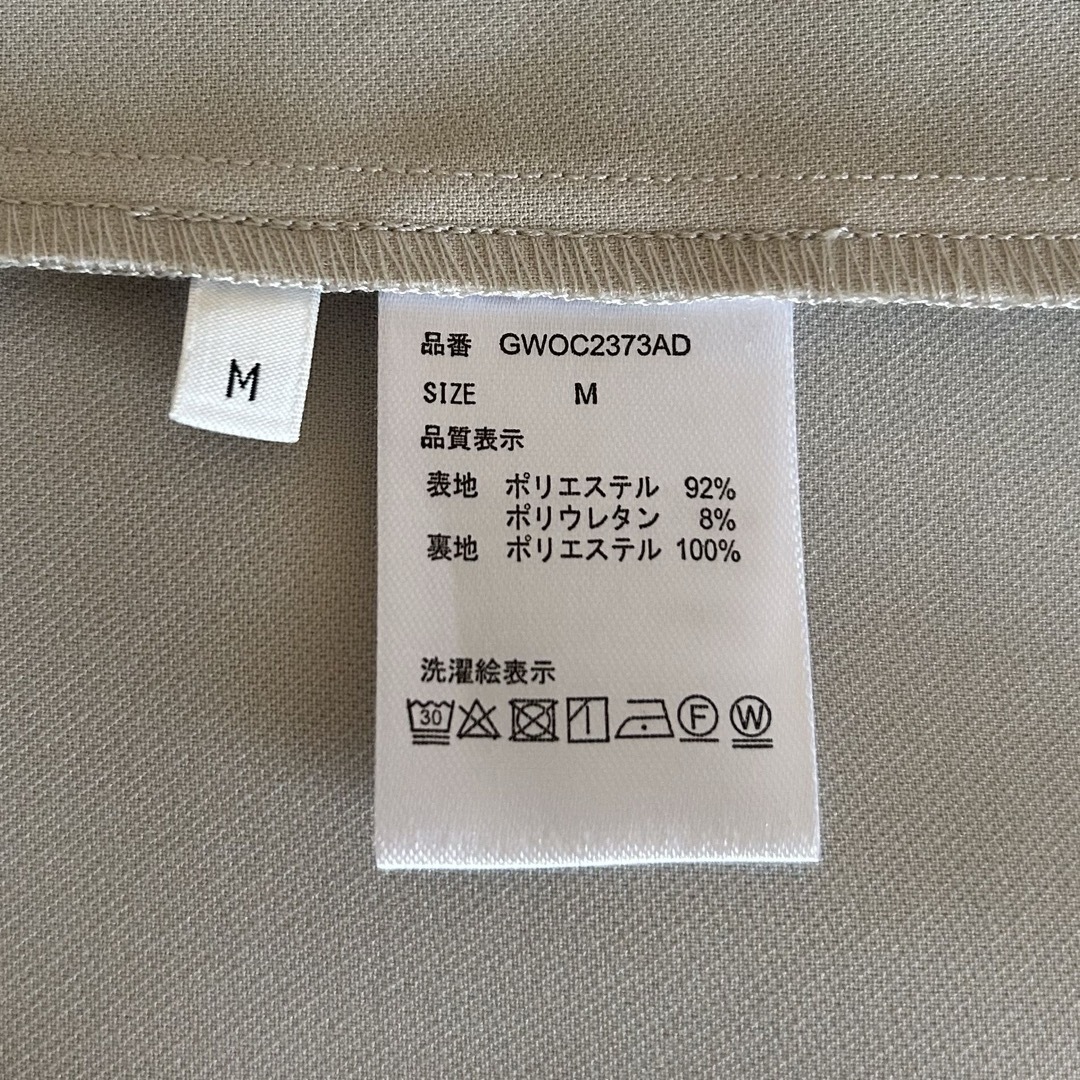 M
品番 GWOC2373AD
SIZE M
品質表示
表地 ポリエステル 92%
ポリウレタン 8%
裏地 ポリエステル 100%
洗濯絵表示
30 F W